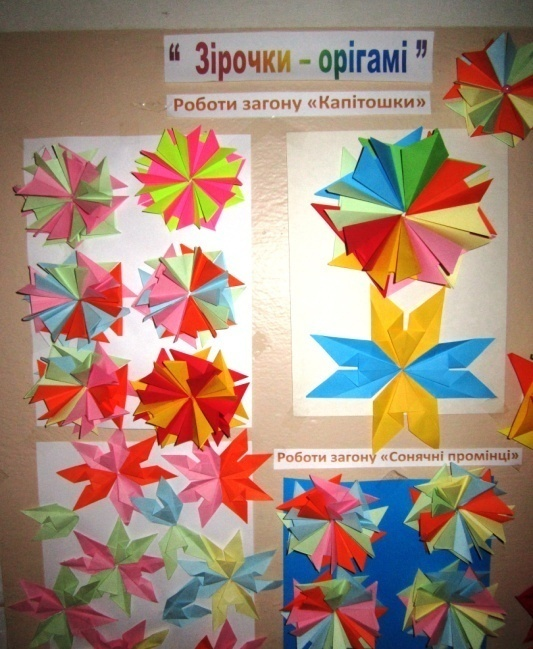 “ Зірочки – орігамі ”
Роботи загону «Капітошки»
Роботи загону «Сонячні промінці»